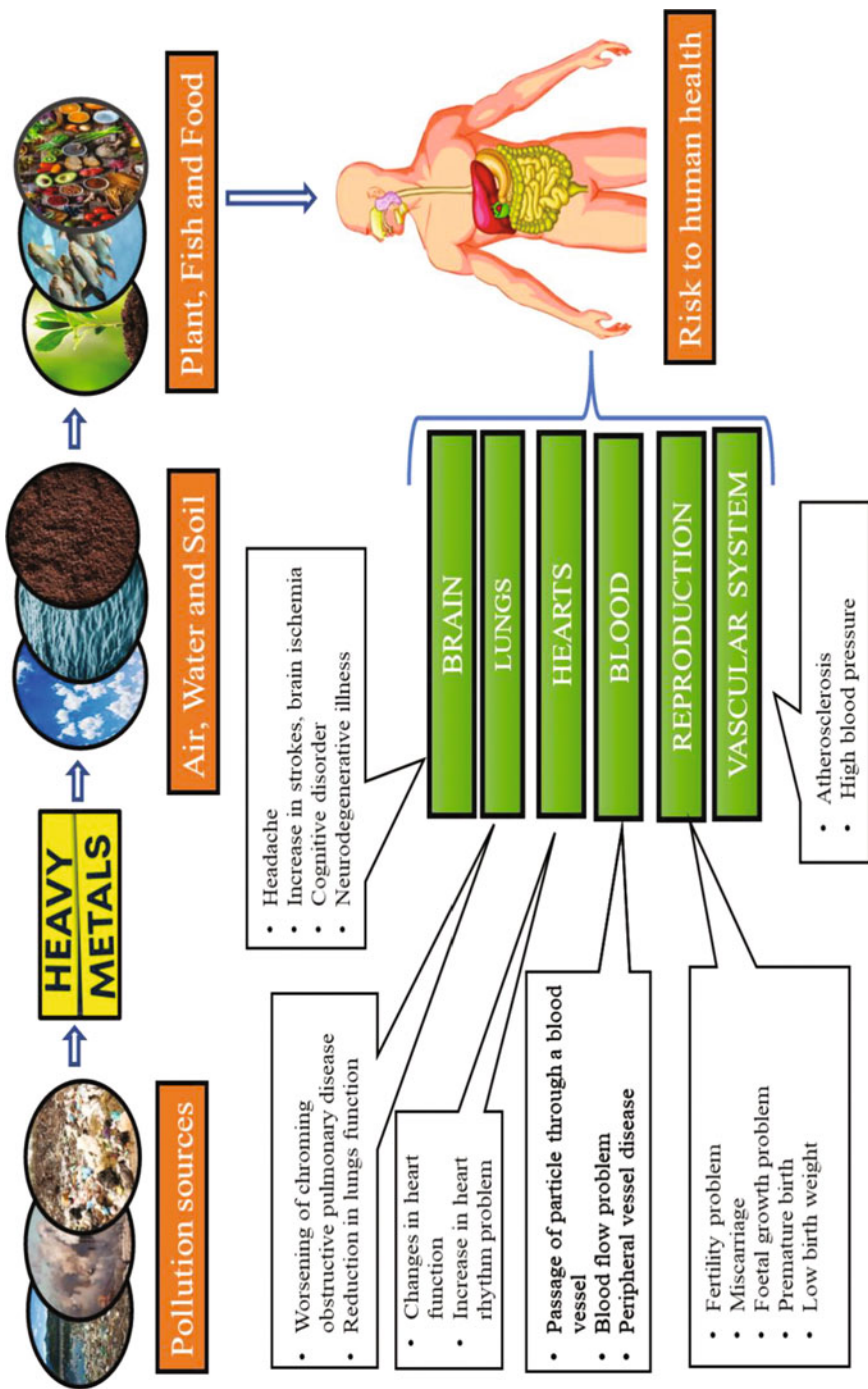 Pollution sources
HEAVY
METALS
Air, Water and Soil
Plant, Fish and Food
Risk to human health
• Headache
• Increase in strokes, brain ischemia
• Cognitive disorder
• Neurodegenerative illness
BRAIN
• Worsening of chroming
obstructive pulmonary disease
• Reduction in lungs function
LUNGS
• Changes in heart
function
• Increase in heart
rhythm problem
HEARTS
• Passage of particle through a blood
vessel
• Blood flow problem
• Peripheral vessel disease
BLOOD
• Fertility problem
• Miscarriage
• Foetal growth problem
• Premature birth
• Low birth weight
REPRODUCTION
• Atherosclerosis
• High blood pressure
VASCULAR SYSTEM